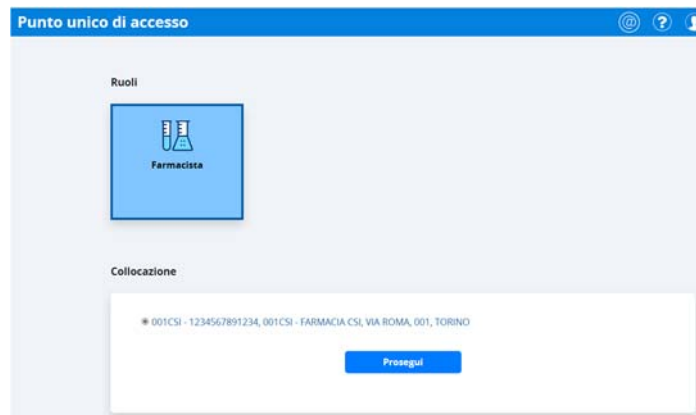 Punto unico di accesso
@ ?
Ruoli
Farmacista
Collocazione
001CSI - 1234567891234, 001CSI - FARMACIA CSI, VIA ROMA, 001, TORINO
Prosegui